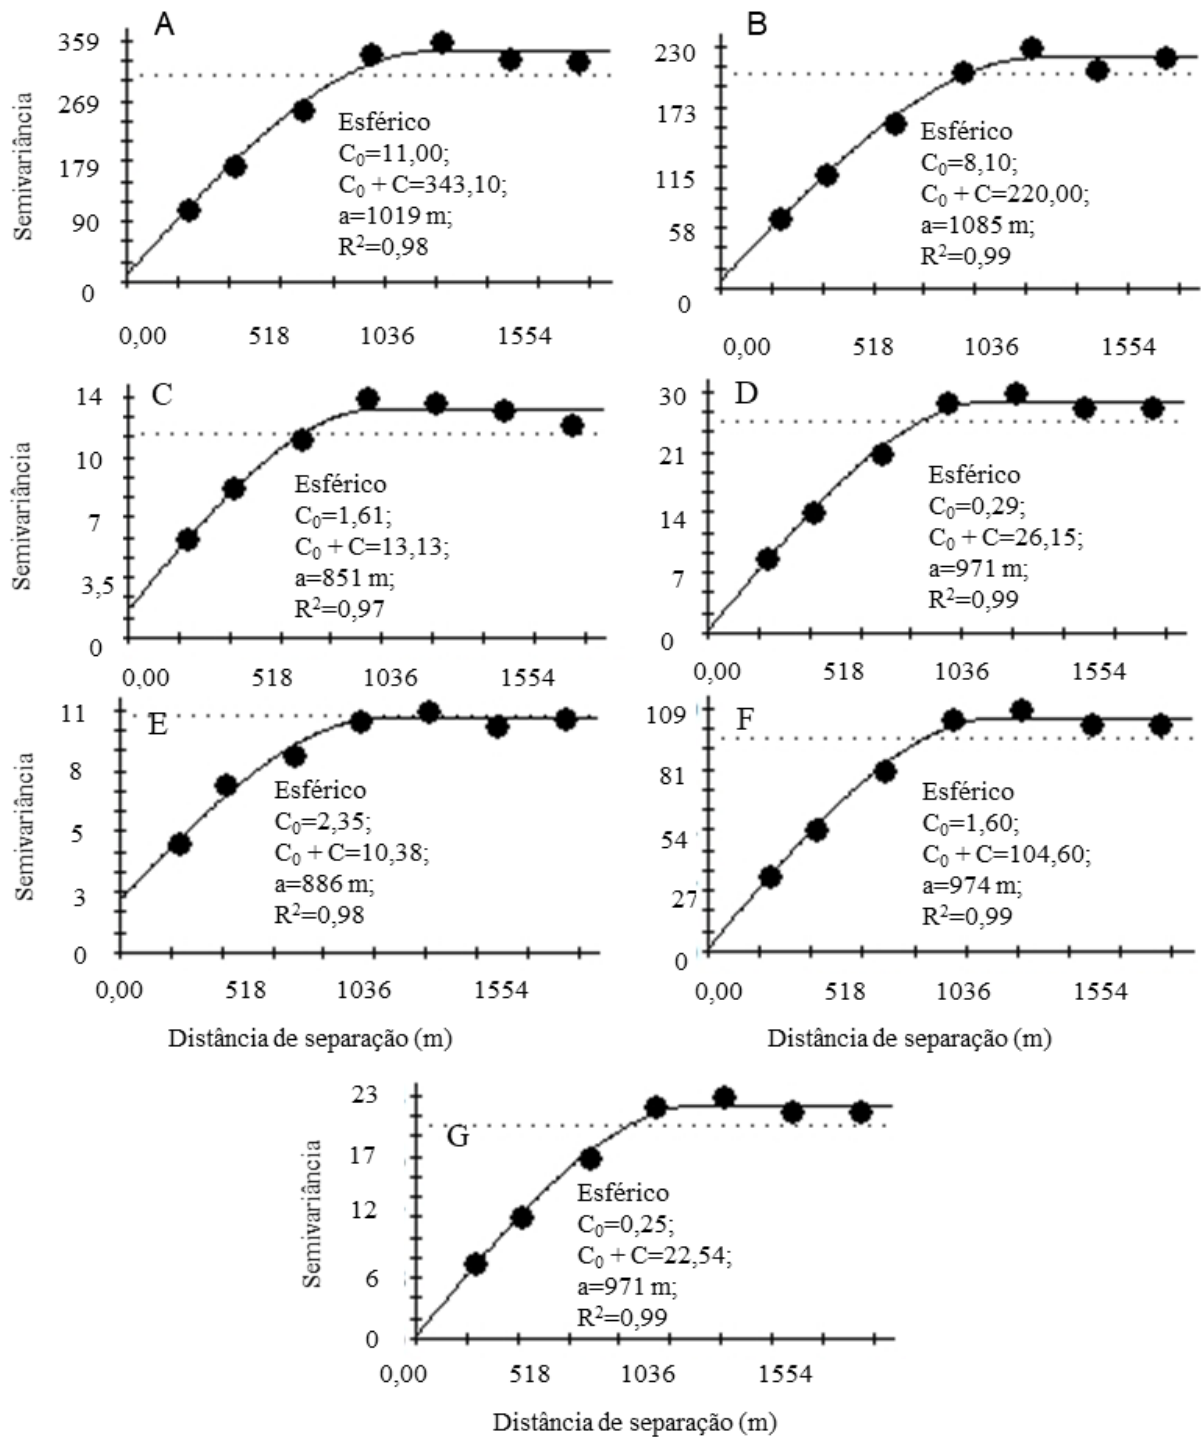 A
Semivariância
359
269
179
90
0
Esférico
C₀=11,00;
C₀ + C=343,10;
a=1019 m;
R²=0,98
0,00 518 1036 1554
B
230
173
115
58
0
Esférico
C₀=8,10;
C₀ + C=220,00;
a=1085 m;
R²=0,99
0,00 518 1036 1554
C
Semivariância
14
10
7
3,5
0
Esférico
C₀=1,61;
C₀ + C=13,13;
a=851 m;
R²=0,97
0,00 518 1036 1554
D
30
21
14
7
0
Esférico
C₀=0,29;
C₀ + C=26,15;
a=971 m;
R²=0,99
0,00 518 1036 1554
E
Semivariância
11
8
5
3
0
Esférico
C₀=2,35;
C₀ + C=10,38;
a=886 m;
R²=0,98
0,00 518 1036 1554
Distância de separação (m)
F
109
81
54
27
0
Esférico
C₀=1,60;
C₀ + C=104,60;
a=974 m;
R²=0,99
0,00 518 1036 1554
Distância de separação (m)
G
Semivariância
23
17
12
6
0
Esférico
C₀=0,25;
C₀ + C=22,54;
a=971 m;
R²=0,99
0,00 518 1036 1554
Distância de separação (m)